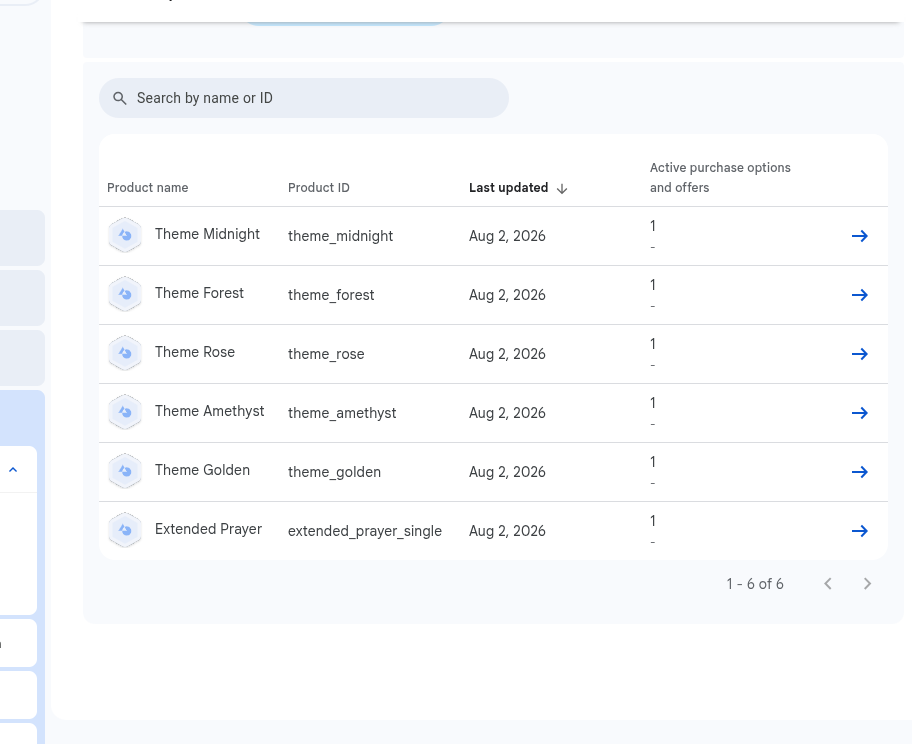 Search by name or ID
Active purchase options
Product name Product ID Last updated and offers
Theme Midnight theme_midnight Aug 2, 2026 1
-
Theme Forest theme_forest Aug 2, 2026 1
-
Theme Rose theme_rose Aug 2, 2026 1
-
Theme Amethyst theme_amethyst Aug 2, 2026 1
-
Theme Golden theme_golden Aug 2, 2026 1
-
Extended Prayer extended_prayer_single Aug 2, 2026 1
-
1 - 6 of 6